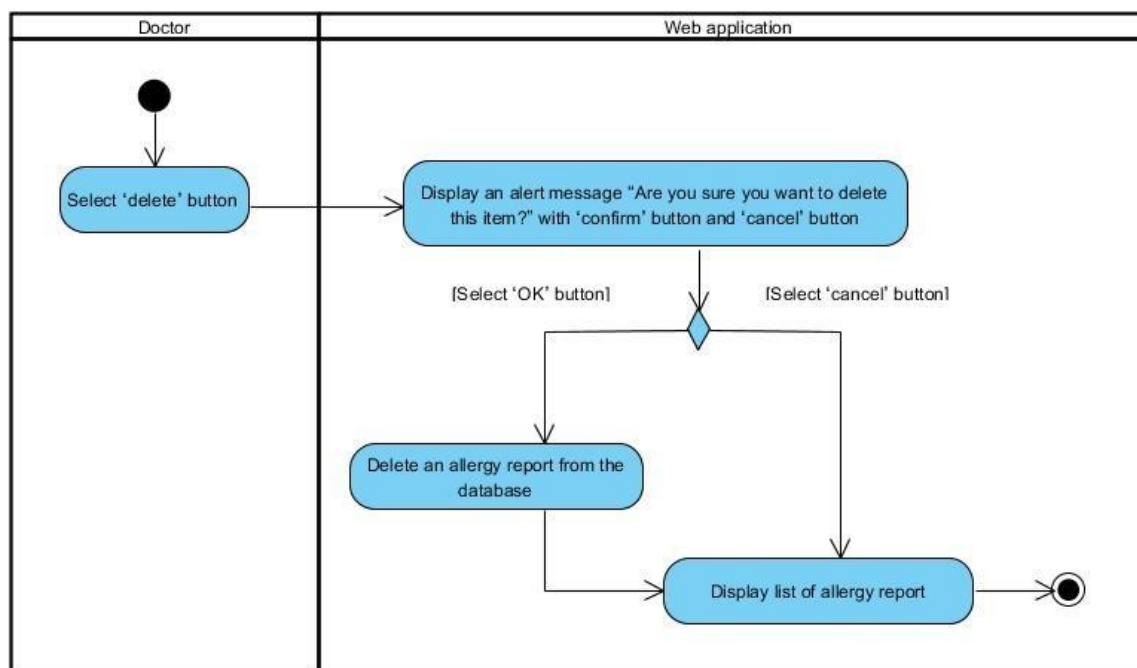 Doctor
Web application
Select ‘delete’ button
Display an alert message “Are you sure you want to delete
this item?” with ‘confirm’ button and ‘cancel’ button
[Select ‘OK’ button]
[Select ‘cancel’ button]
Delete an allergy report from the
database
Display list of allergy report